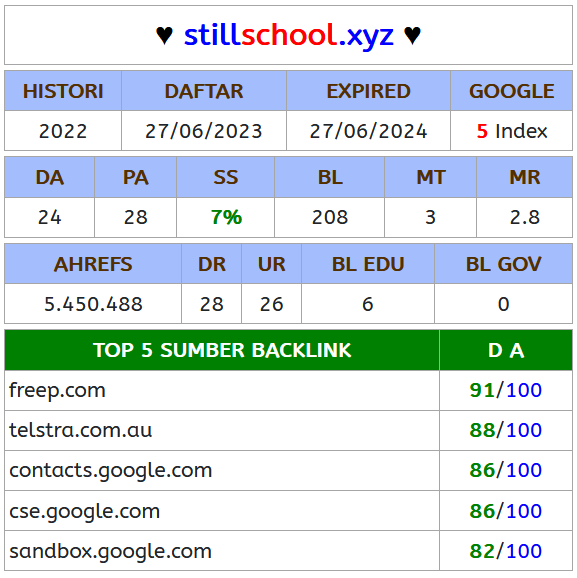 ♥ stillschool.xyz ♥
HISTORI DAFTAR EXPIRED GOOGLE
2022 27/06/2023 27/06/2024 5 Index
DA PA SS BL MT MR
24 28 7% 208 3 2.8
AHREFS DR UR BL EDU BL GOV
5.450.488 28 26 6 0
TOP 5 SUMBER BACKLINK D A
freep.com 91/100
telstra.com.au 88/100
contacts.google.com 86/100
cse.google.com 86/100
sandbox.google.com 82/100